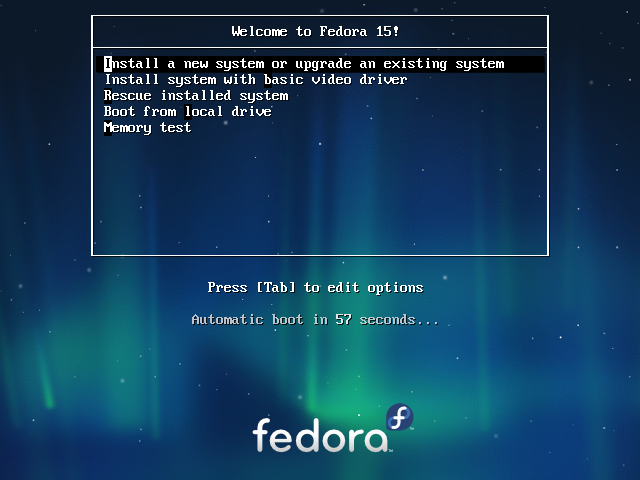 Welcome to Fedora 15!
Install a new system or upgrade an existing system
Install system with basic video driver
Rescue installed system
Boot from local drive
Memory test
Press [Tab] to edit options
Automatic boot in 57 seconds...
fedora